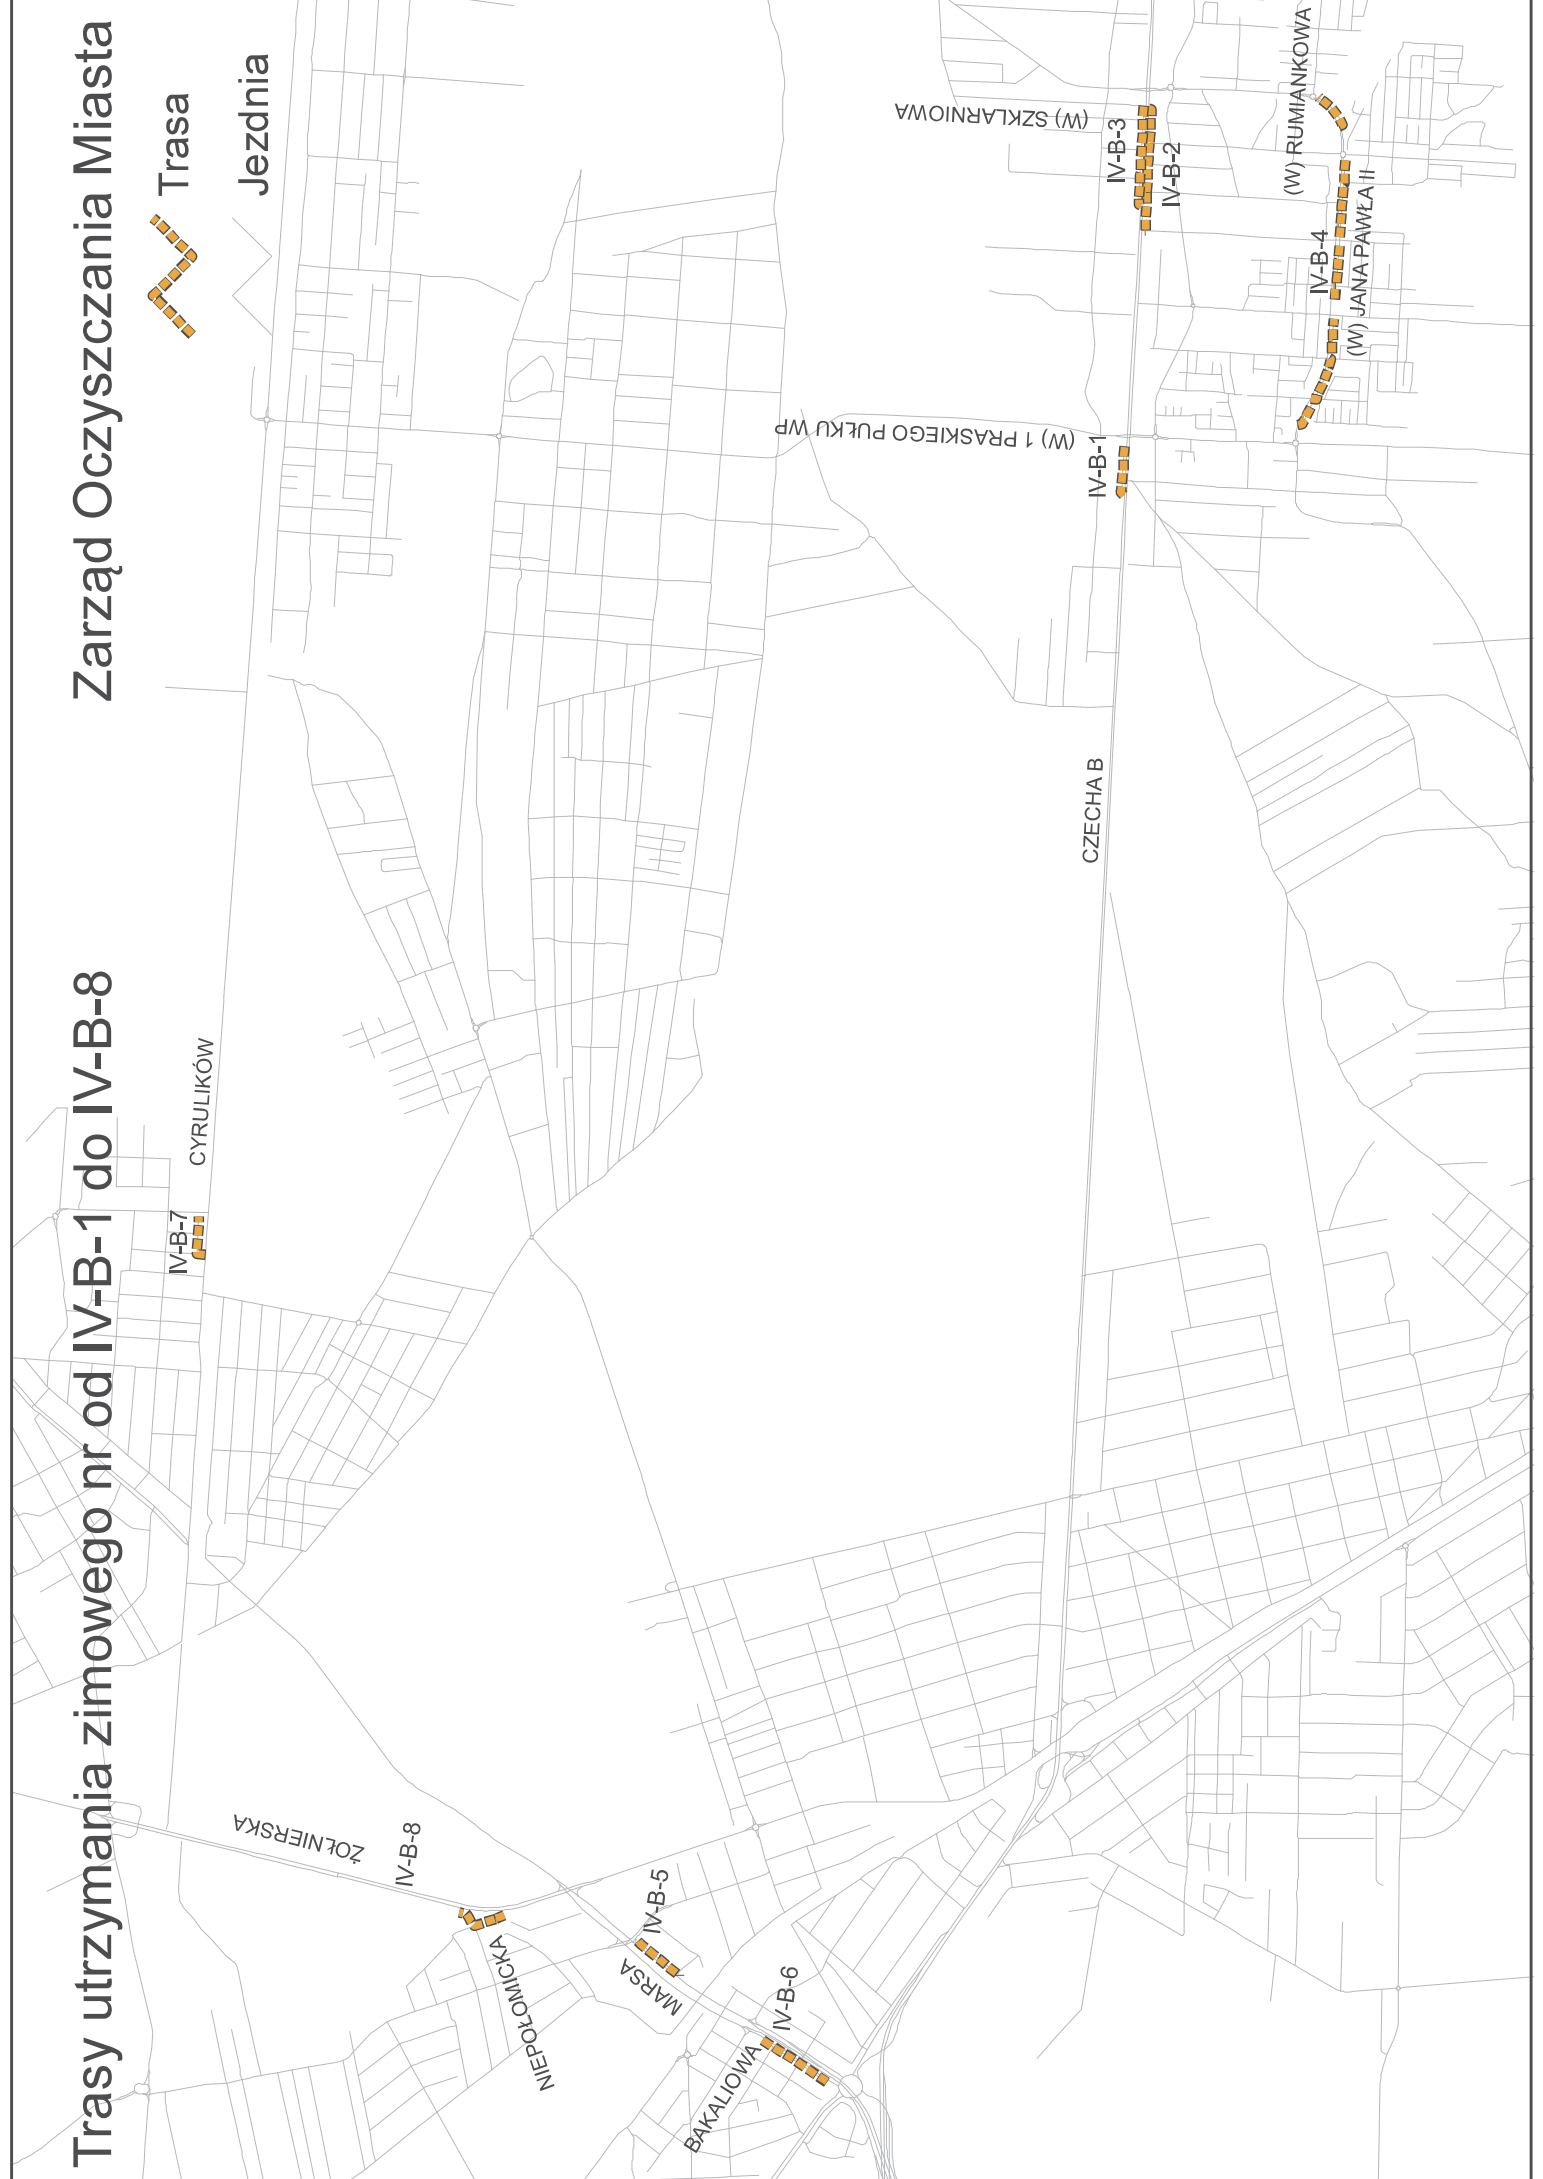 Trasy utrzymania zimowego nr od IV-B-1 do IV-B-8
Zarząd Oczyszczania Miasta
Trasa
Jezdnia
CYRULIKÓW
IV-B-7
ŻOŁNIERSKA
IV-B-8
NIEPOŁOMICKA
IV-B-5
MARSA
IV-B-6
BAKALIOWA
(W) 1 PRASKIEGO PUŁKU WP
(W) SZKLARNIOWA
CZECHA B
IV-B-1
IV-B-3
IV-B-2
(W) RUMIANKOWA
IV-B-4
(W) JANA PAWŁA II